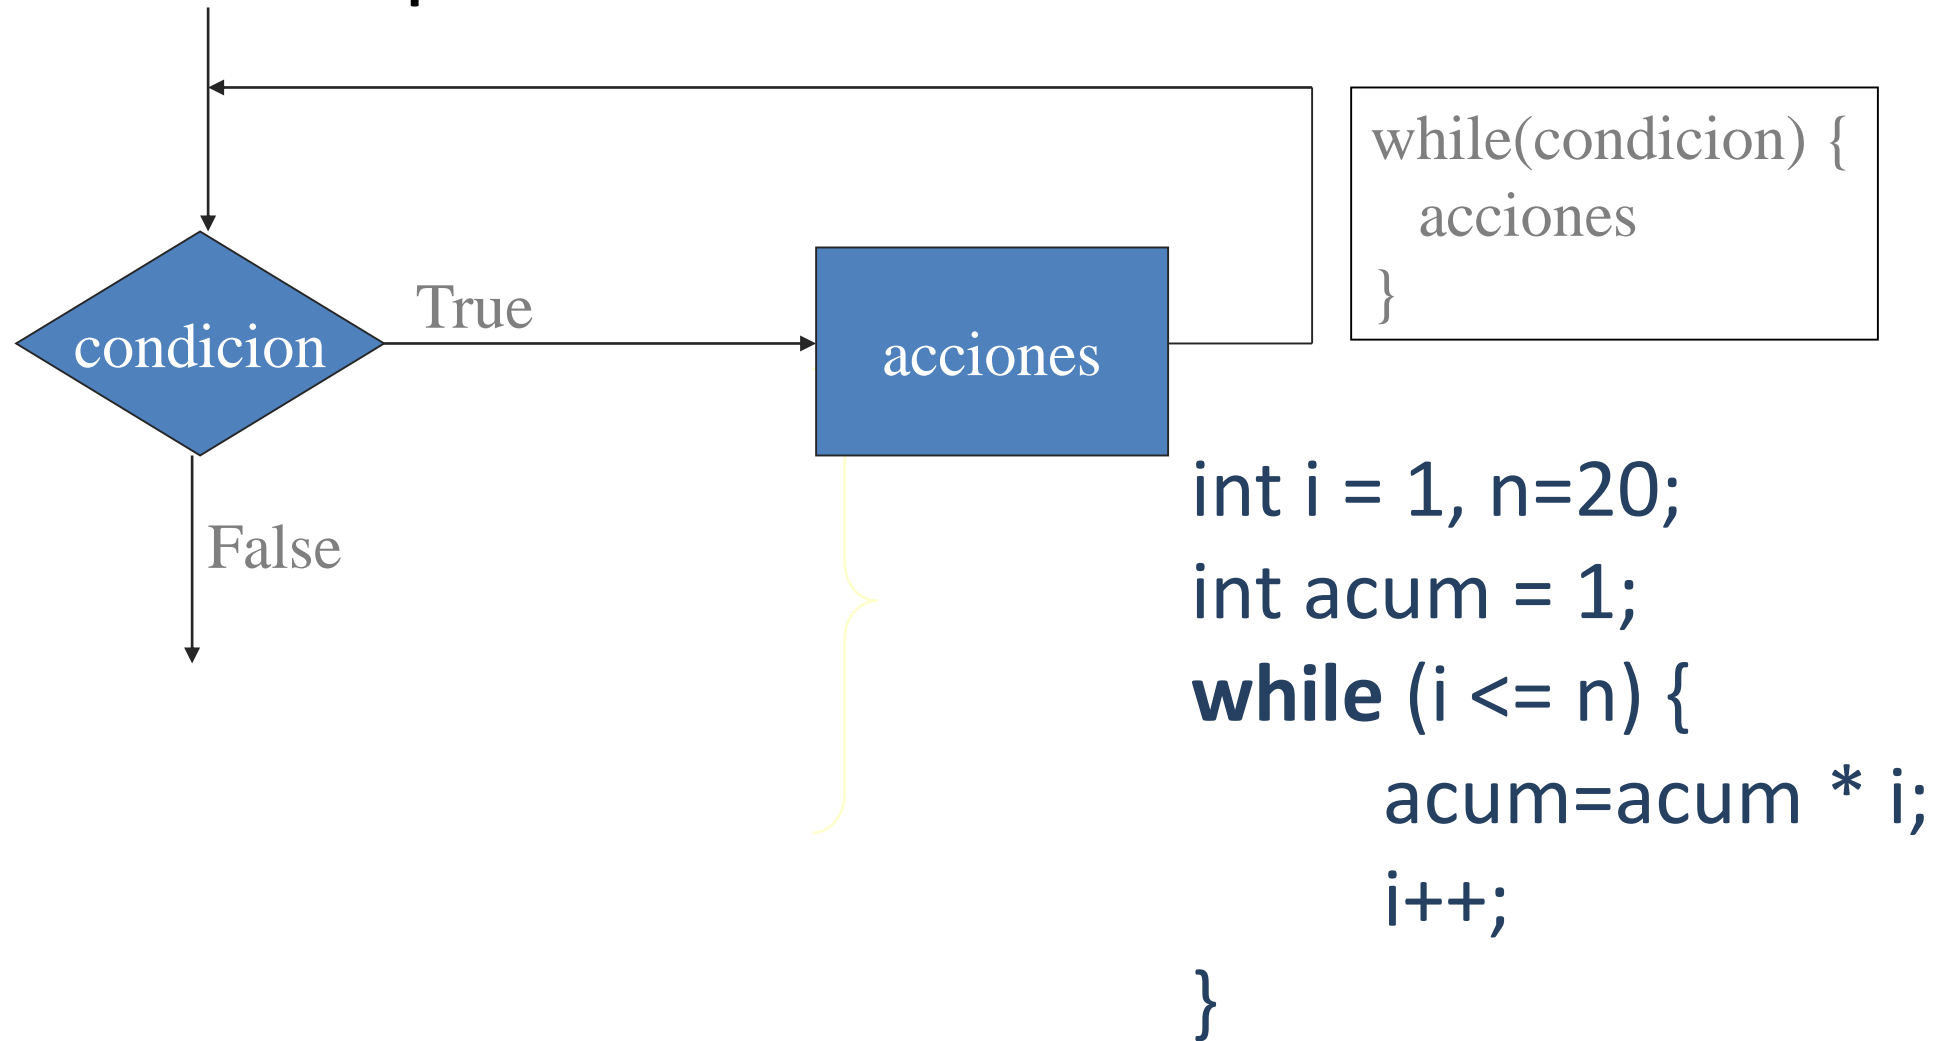 while(condicion) {
acciones
}
True
condicion
acciones
False
int i = 1, n=20;
int acum = 1;
while (i <= n) {
acum=acum * i;
i++;
}